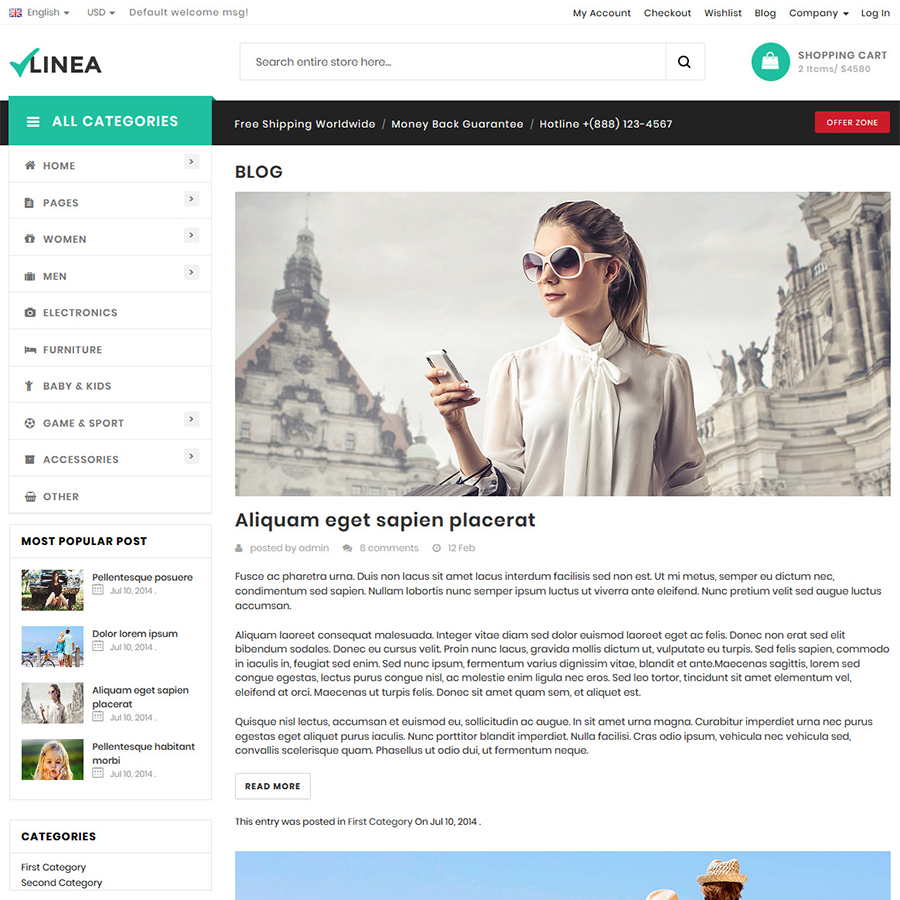 English USD Default welcome msg! My Account Checkout Wishlist Blog Company Log In
LINEA
Search entire store here...
SHOPPING CART
2 Items/ $4580
ALL CATEGORIES
Free Shipping Worldwide / Money Back Guarantee / Hotline +(888) 123-4567
OFFER ZONE
HOME
PAGES
WOMEN
MEN
ELECTRONICS
FURNITURE
BABY & KIDS
GAME & SPORT
ACCESSORIES
OTHER
MOST POPULAR POST
Pellentesque posuere
Jul 10, 2014 .
Dolor lorem ipsum
Jul 10, 2014 .
Aliquam eget sapien
placerat
Jul 10, 2014 .
Pellentesque habitant
morbi
Jul 10, 2014 .
CATEGORIES
First Category
Second Category
BLOG
Aliquam eget sapien placerat
posted by admin 8 comments 12 Feb
Fusce ac pharetra urna. Duis non lacus sit amet lacus interdum facilisis sed non est. Ut mi metus, semper eu dictum nec,
condimentum sed sapien. Nullam lobortis nunc semper ipsum luctus ut viverra ante eleifend. Nunc pretium velit sed augue luctus
accumsan.
Aliquam laoreet consequat malesuada. Integer vitae diam sed dolor euismod laoreet eget ac felis. Donec non erat sed elit
bibendum sodales. Donec eu cursus velit. Proin nunc lacus, gravida mollis dictum ut, vulputate eu turpis. Sed felis sapien, commodo
in iaculis in, feugiat sed enim. Sed nunc ipsum, fermentum varius dignissim vitae, blandit et ante.Maecenas sagittis, lorem sed
congue egestas, lectus purus congue nisl, ac molestie enim ligula nec eros. Sed leo tortor, tincidunt sit amet elementum vel,
eleifend at orci. Maecenas ut turpis felis. Donec sit amet quam sem, et aliquet est.
Quisque nisl lectus, accumsan et euismod eu, sollicitudin ac augue. In sit amet urna magna. Curabitur imperdiet urna nec purus
egestas eget aliquet purus iaculis. Nunc porttitor blandit imperdiet. Nulla facilisi. Cras odio ipsum, vehicula nec vehicula sed,
convallis scelerisque quam. Phasellus ut odio dui, ut fermentum neque.
READ MORE
This entry was posted in First Category On Jul 10, 2014 .